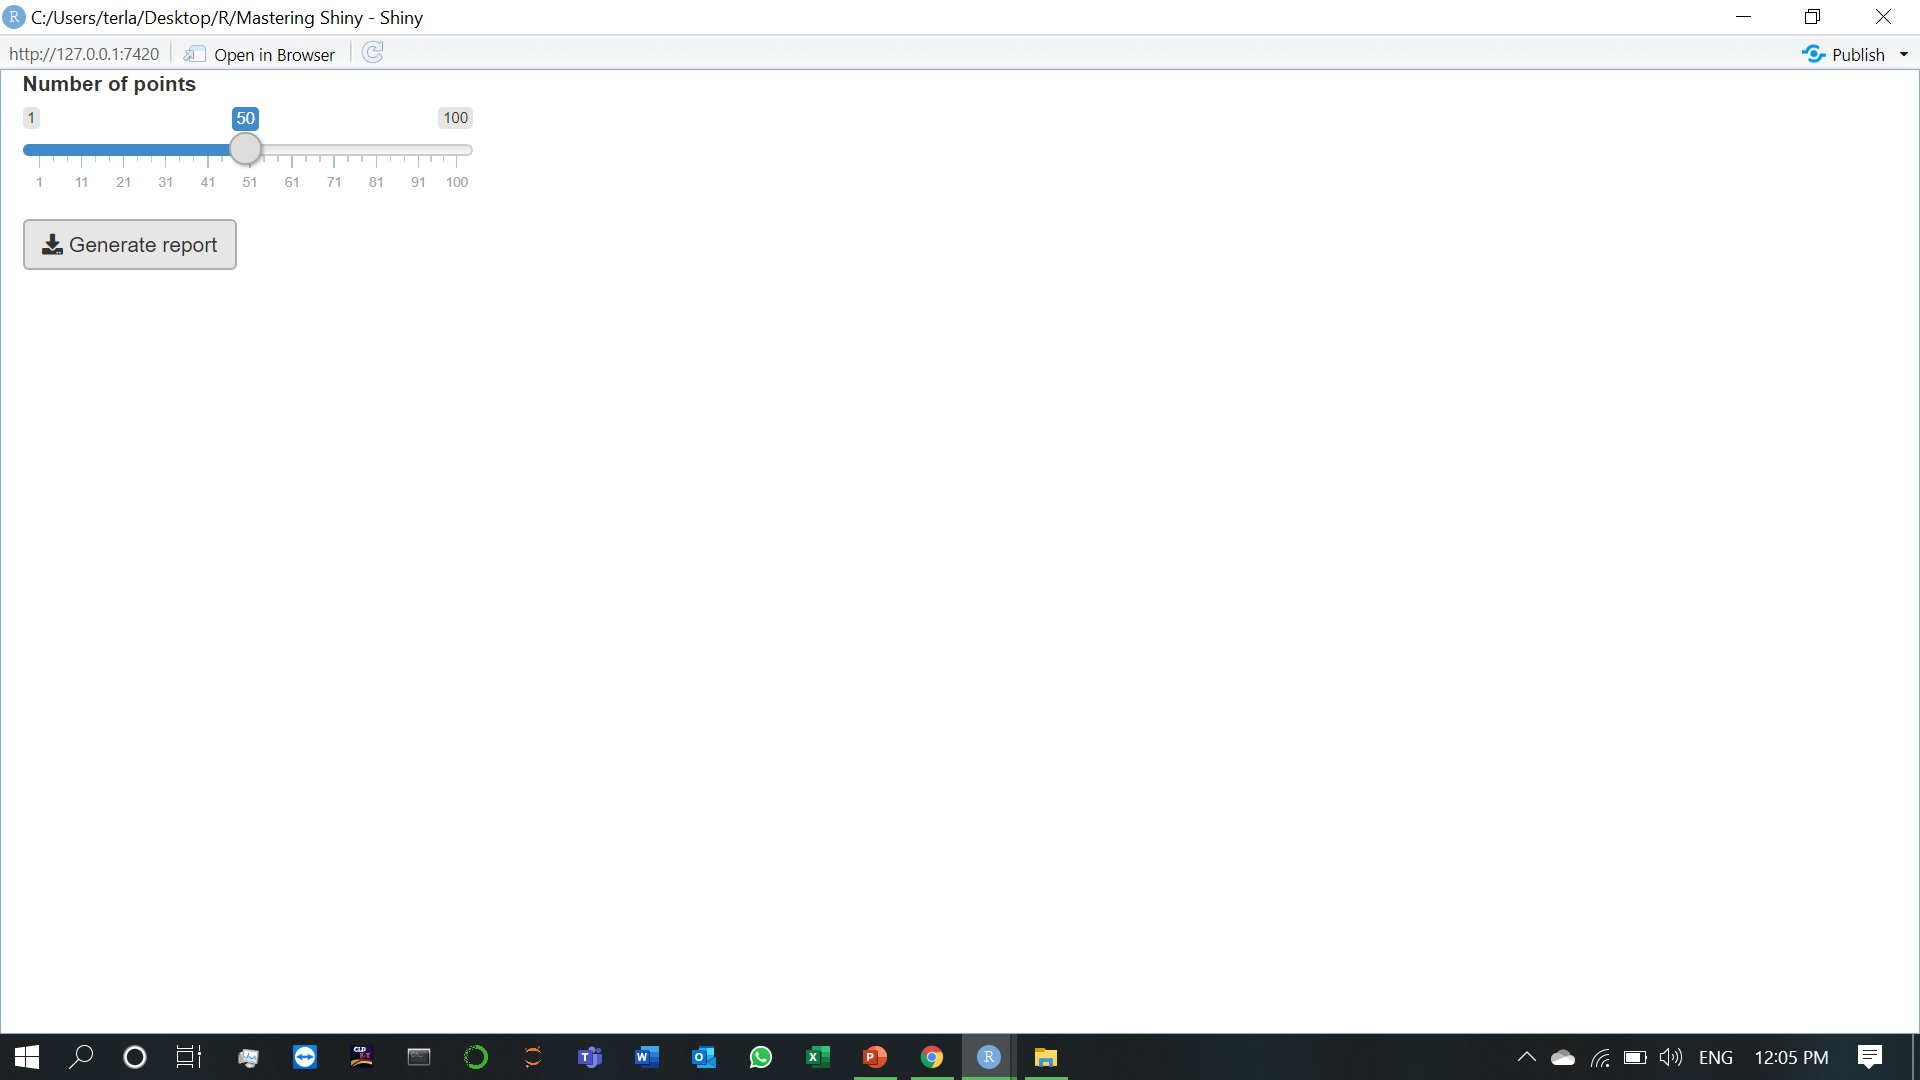 C:/Users/terla/Desktop/R/Mastering Shiny - Shiny
http://127.0.0.1:7420 Open in Browser Publish
Number of points
1 50 100
1 11 21 31 41 51 61 71 81 91 100
Generate report
ENG 12:05 PM